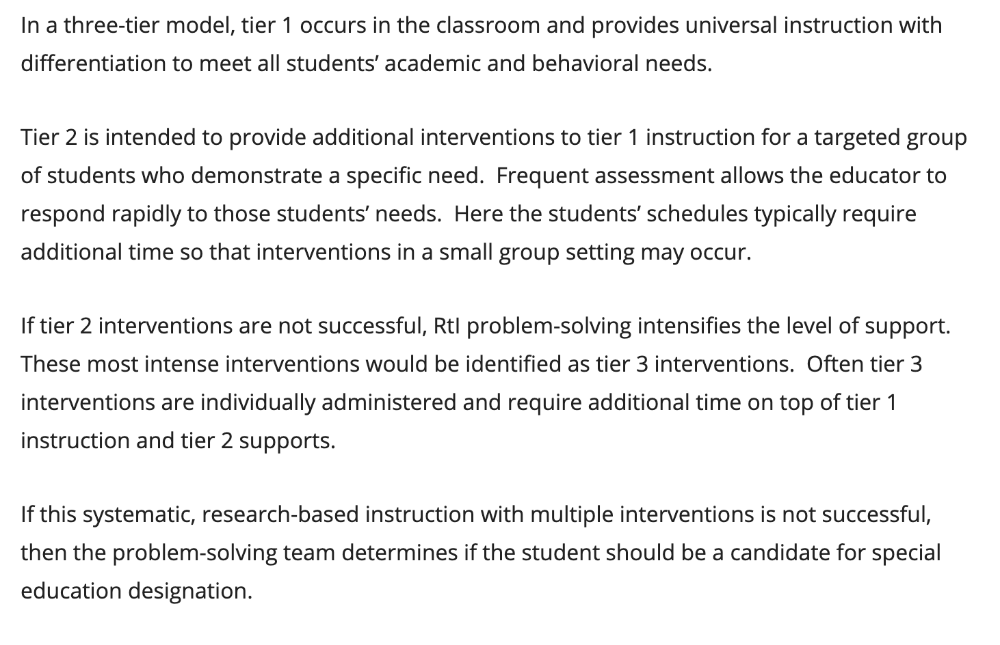 In a three-tier model, tier 1 occurs in the classroom and provides universal instruction with
differentiation to meet all students’ academic and behavioral needs.
Tier 2 is intended to provide additional interventions to tier 1 instruction for a targeted group
of students who demonstrate a specific need.  Frequent assessment allows the educator to
respond rapidly to those students’ needs.  Here the students’ schedules typically require
additional time so that interventions in a small group setting may occur.
If tier 2 interventions are not successful, RtI problem-solving intensifies the level of support.
These most intense interventions would be identified as tier 3 interventions.  Often tier 3
interventions are individually administered and require additional time on top of tier 1
instruction and tier 2 supports.
If this systematic, research-based instruction with multiple interventions is not successful,
then the problem-solving team determines if the student should be a candidate for special
education designation.